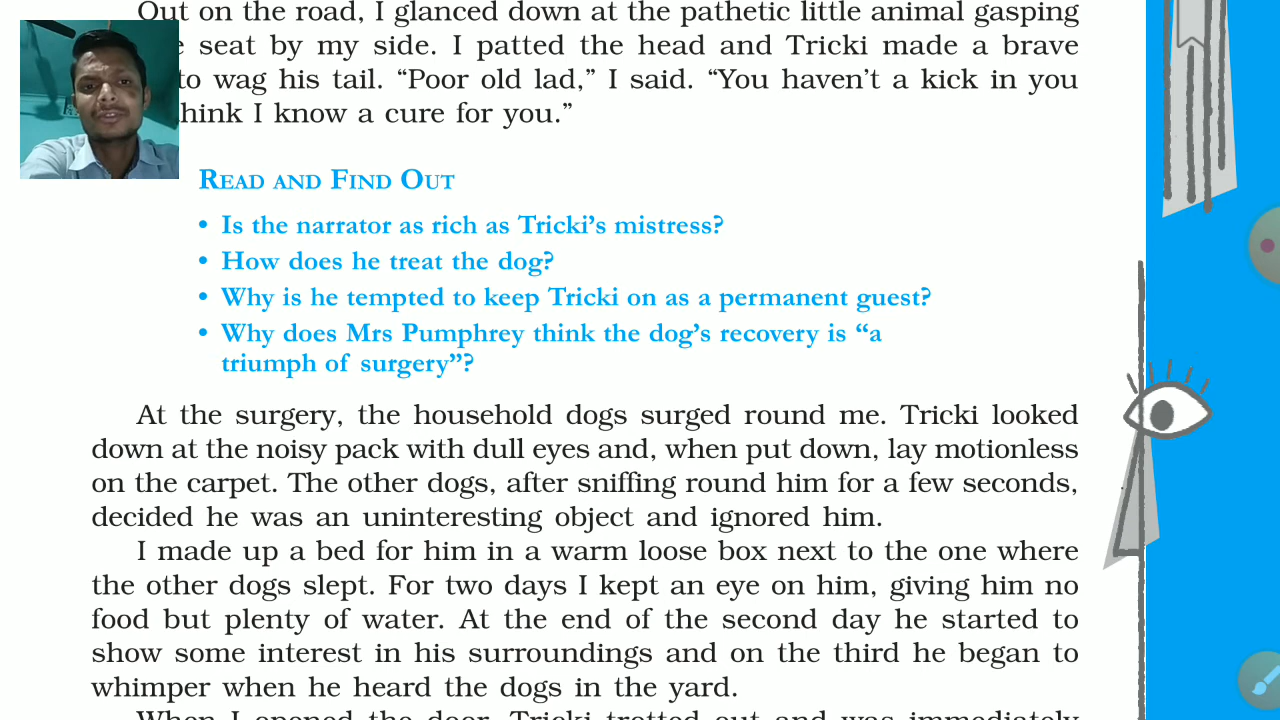 Out on the road, I glanced down at the pathetic little animal gasping
seat by my side. I patted the head and Tricki made a brave
to wag his tail. “Poor old lad,” I said. “You haven’t a kick in you
hink I know a cure for you.”
READ AND FIND OUT
• Is the narrator as rich as Tricki’s mistress?
• How does he treat the dog?
• Why is he tempted to keep Tricki on as a permanent guest?
• Why does Mrs Pumphrey think the dog’s recovery is “a
triumph of surgery”?
At the surgery, the household dogs surged round me. Tricki looked
down at the noisy pack with dull eyes and, when put down, lay motionless
on the carpet. The other dogs, after sniffing round him for a few seconds,
decided he was an uninteresting object and ignored him.
I made up a bed for him in a warm loose box next to the one where
the other dogs slept. For two days I kept an eye on him, giving him no
food but plenty of water. At the end of the second day he started to
show some interest in his surroundings and on the third he began to
whimper when he heard the dogs in the yard.
When I opened the door, Tricki trotted out and was immediately